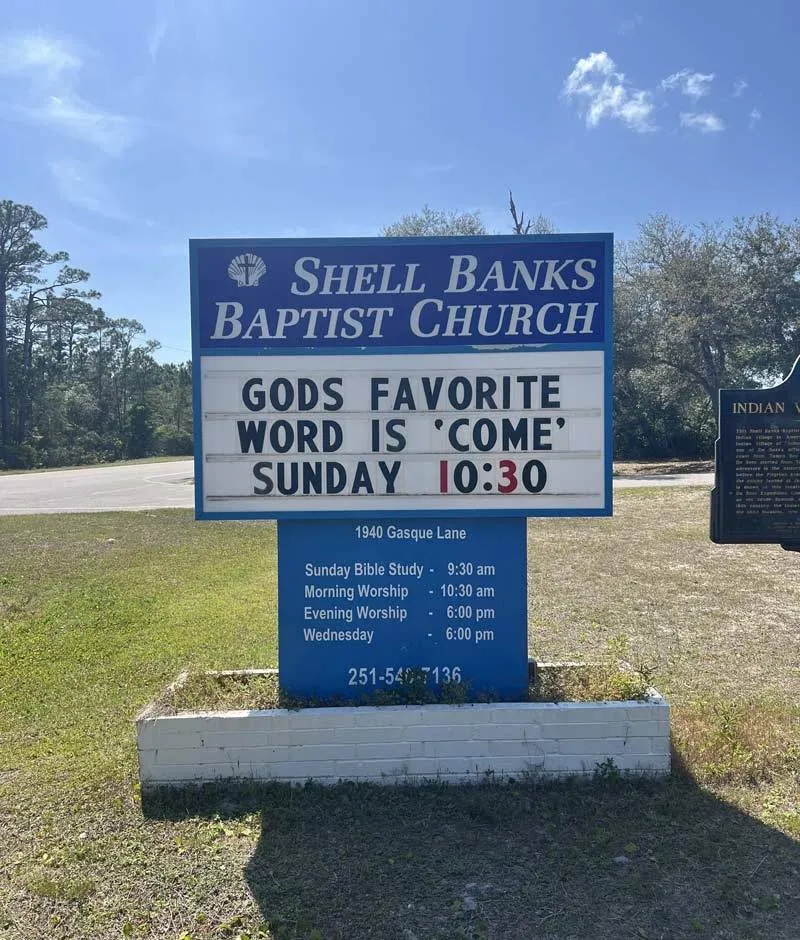 SHELL BANKS
BAPTIST CHURCH
GODS FAVORITE
WORD IS 'COME'
SUNDAY 10:30
1940 Gasque Lane
Sunday Bible Study - 9:30 am
Morning Worship - 10:30 am
Evening Worship - 6:00 pm
Wednesday - 6:00 pm
INDIAN